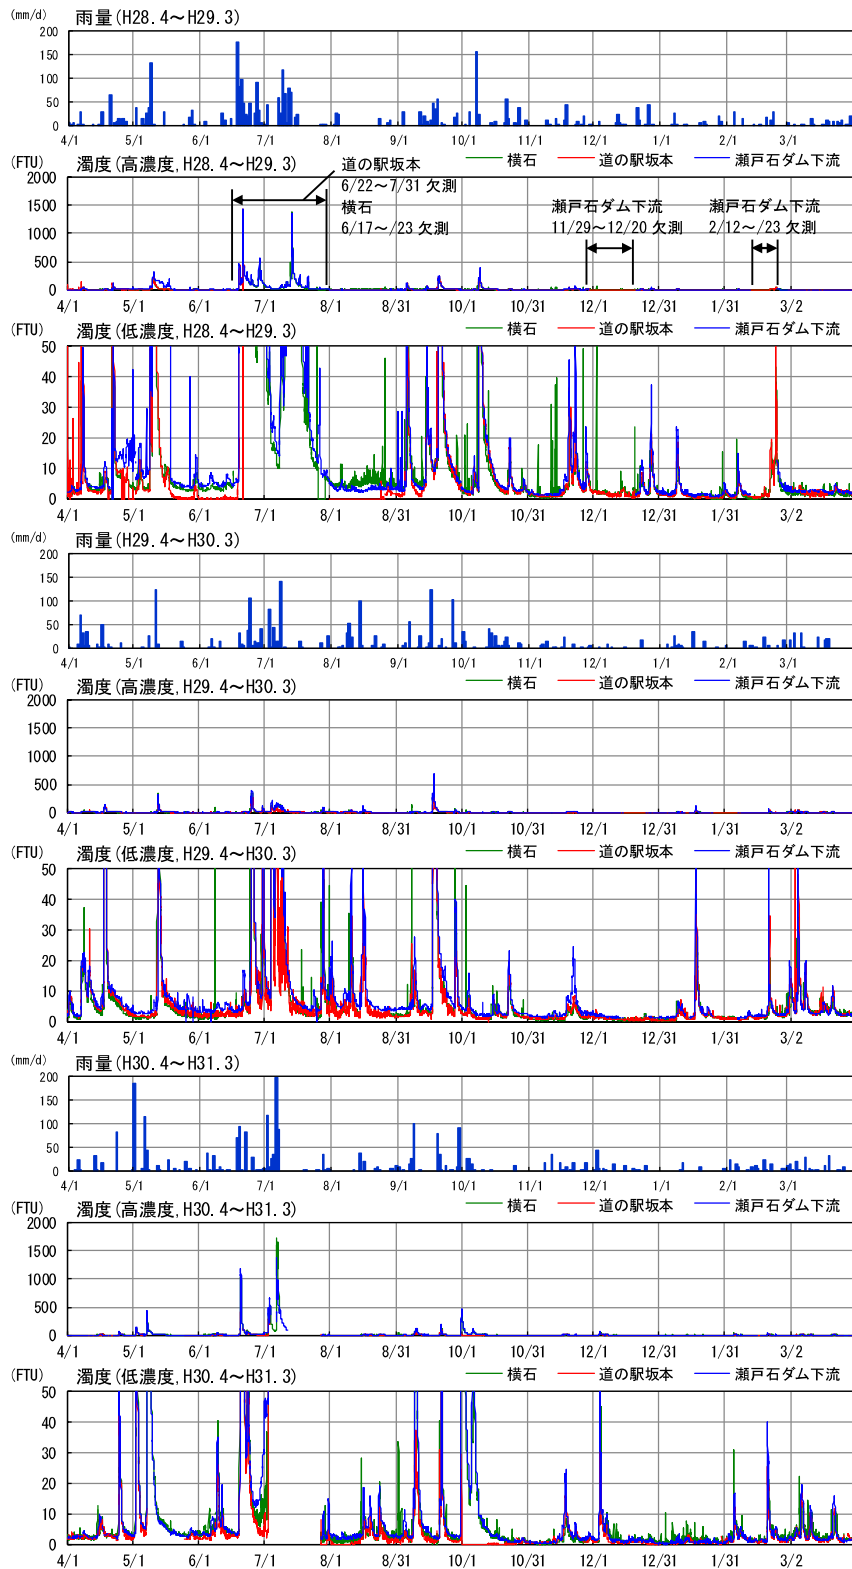 (mm/d) 雨量(H28.4～H29.3)
200
150
100
50
0
4/1 5/1 6/1 7/1 8/1 9/1 10/1 11/1 12/1 1/1 2/1 3/1
(FTU) 濁度(高濃度,H28.4～H29.3)
横石 道の駅坂本 瀬戸石ダム下流
2000
1500
1000
500
0
道の駅坂本
6/22～7/31 欠測
横石
6/17～/23 欠測
瀬戸石ダム下流
11/29～12/20 欠測
瀬戸石ダム下流
2/12～/23 欠測
4/1 5/1 6/1 7/1 8/1 8/31 10/1 10/31 12/1 12/31 1/31 3/2
(FTU) 濁度(低濃度,H28.4～H29.3)
横石 道の駅坂本 瀬戸石ダム下流
50
40
30
20
10
0
4/1 5/1 6/1 7/1 8/1 8/31 10/1 10/31 12/1 12/31 1/31 3/2
(mm/d) 雨量(H29.4～H30.3)
200
150
100
50
0
4/1 5/1 6/1 7/1 8/1 9/1 10/1 11/1 12/1 1/1 2/1 3/1
(FTU) 濁度(高濃度,H29.4～H30.3)
横石 道の駅坂本 瀬戸石ダム下流
2000
1500
1000
500
0
4/1 5/1 6/1 7/1 8/1 8/31 10/1 10/31 12/1 12/31 1/31 3/2
(FTU) 濁度(低濃度,H29.4～H30.3)
横石 道の駅坂本 瀬戸石ダム下流
50
40
30
20
10
0
4/1 5/1 6/1 7/1 8/1 8/31 10/1 10/31 12/1 12/31 1/31 3/2
(mm/d) 雨量(H30.4～H31.3)
200
150
100
50
0
4/1 5/1 6/1 7/1 8/1 9/1 10/1 11/1 12/1 1/1 2/1 3/1
(FTU) 濁度(高濃度,H30.4～H31.3)
横石 道の駅坂本 瀬戸石ダム下流
2000
1500
1000
500
0
4/1 5/1 6/1 7/1 8/1 8/31 10/1 10/31 12/1 12/31 1/31 3/2
(FTU) 濁度(低濃度,H30.4～H31.3)
横石 道の駅坂本 瀬戸石ダム下流
50
40
30
20
10
0
4/1 5/1 6/1 7/1 8/1 8/31 10/1 10/31 12/1 12/31 1/31 3/2